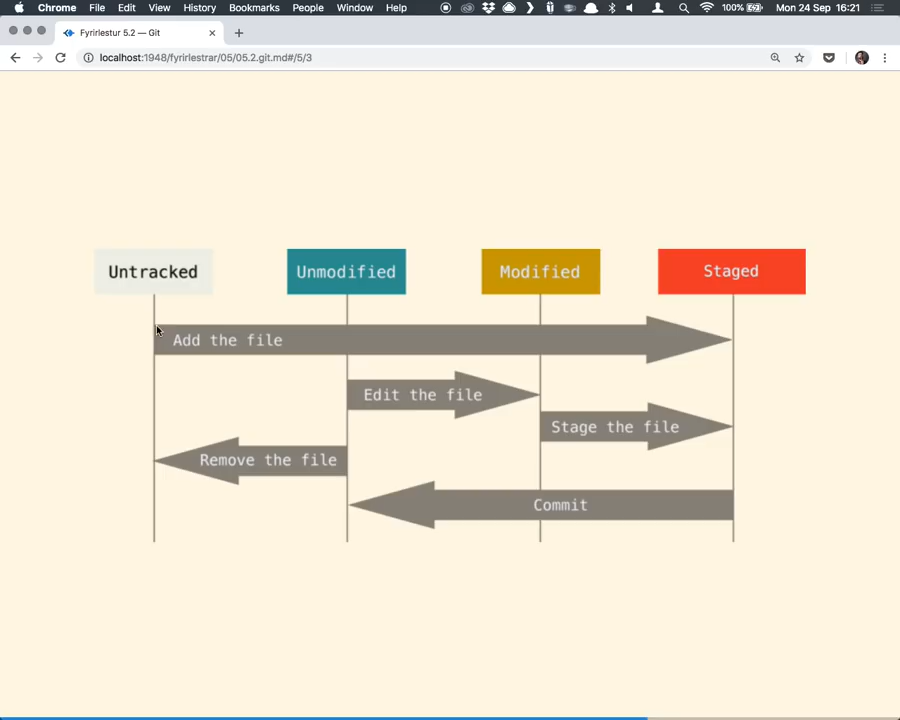 Chrome File Edit View History Bookmarks People Window Help 100% Mon 24 Sep 16:21
Fyrirlestur 5.2 — Git
localhost:1948/fyrirlestrar/05/05.2.git.md#/5/3
Untracked Unmodified Modified Staged
Add the file
Edit the file
Stage the file
Remove the file
Commit